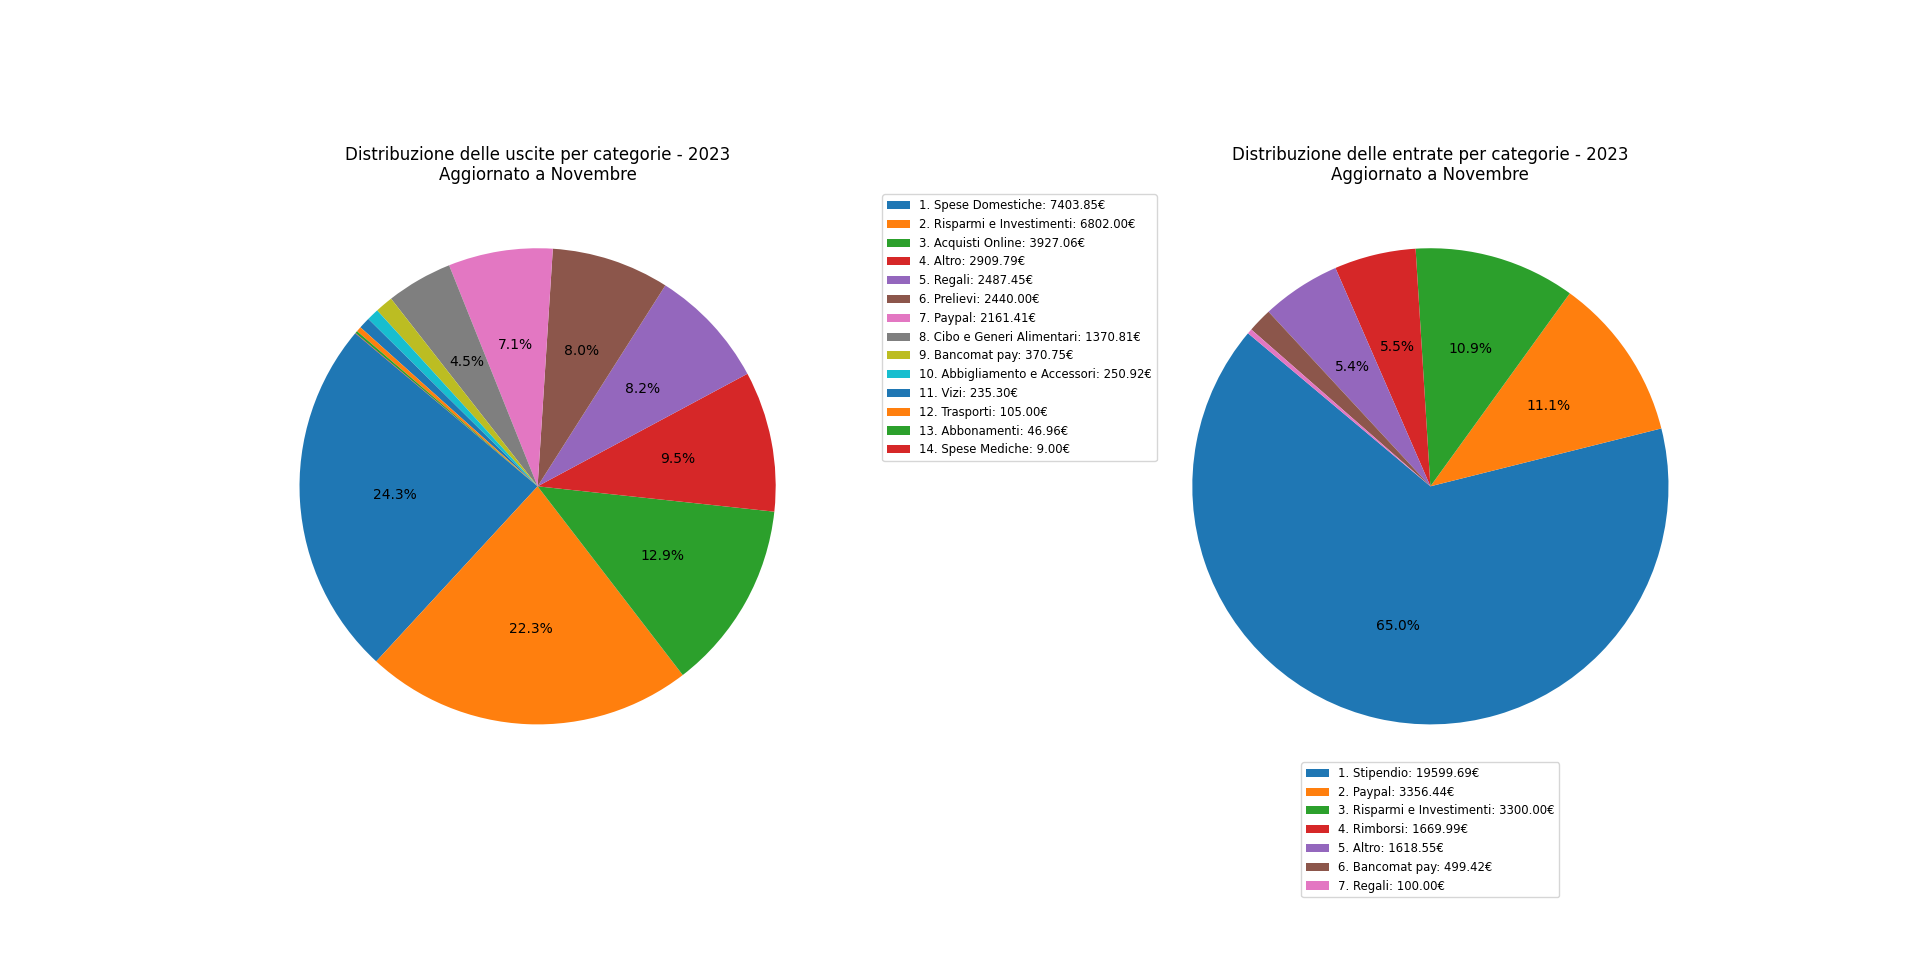 Distribuzione delle uscite per categorie - 2023
Aggiornato a Novembre
24.3%
22.3%
12.9%
9.5%
8.2%
8.0%
7.1%
4.5%
1. Spese Domestiche: 7403.85€
2. Risparmi e Investimenti: 6802.00€
3. Acquisti Online: 3927.06€
4. Altro: 2909.79€
5. Regali: 2487.45€
6. Prelievi: 2440.00€
7. Paypal: 2161.41€
8. Cibo e Generi Alimentari: 1370.81€
9. Bancomat pay: 370.75€
10. Abbigliamento e Accessori: 250.92€
11. Vizi: 235.30€
12. Trasporti: 105.00€
13. Abbonamenti: 46.96€
14. Spese Mediche: 9.00€
Distribuzione delle entrate per categorie - 2023
Aggiornato a Novembre
65.0%
11.1%
10.9%
5.5%
5.4%
1. Stipendio: 19599.69€
2. Paypal: 3356.44€
3. Risparmi e Investimenti: 3300.00€
4. Rimborsi: 1669.99€
5. Altro: 1618.55€
6. Bancomat pay: 499.42€
7. Regali: 100.00€